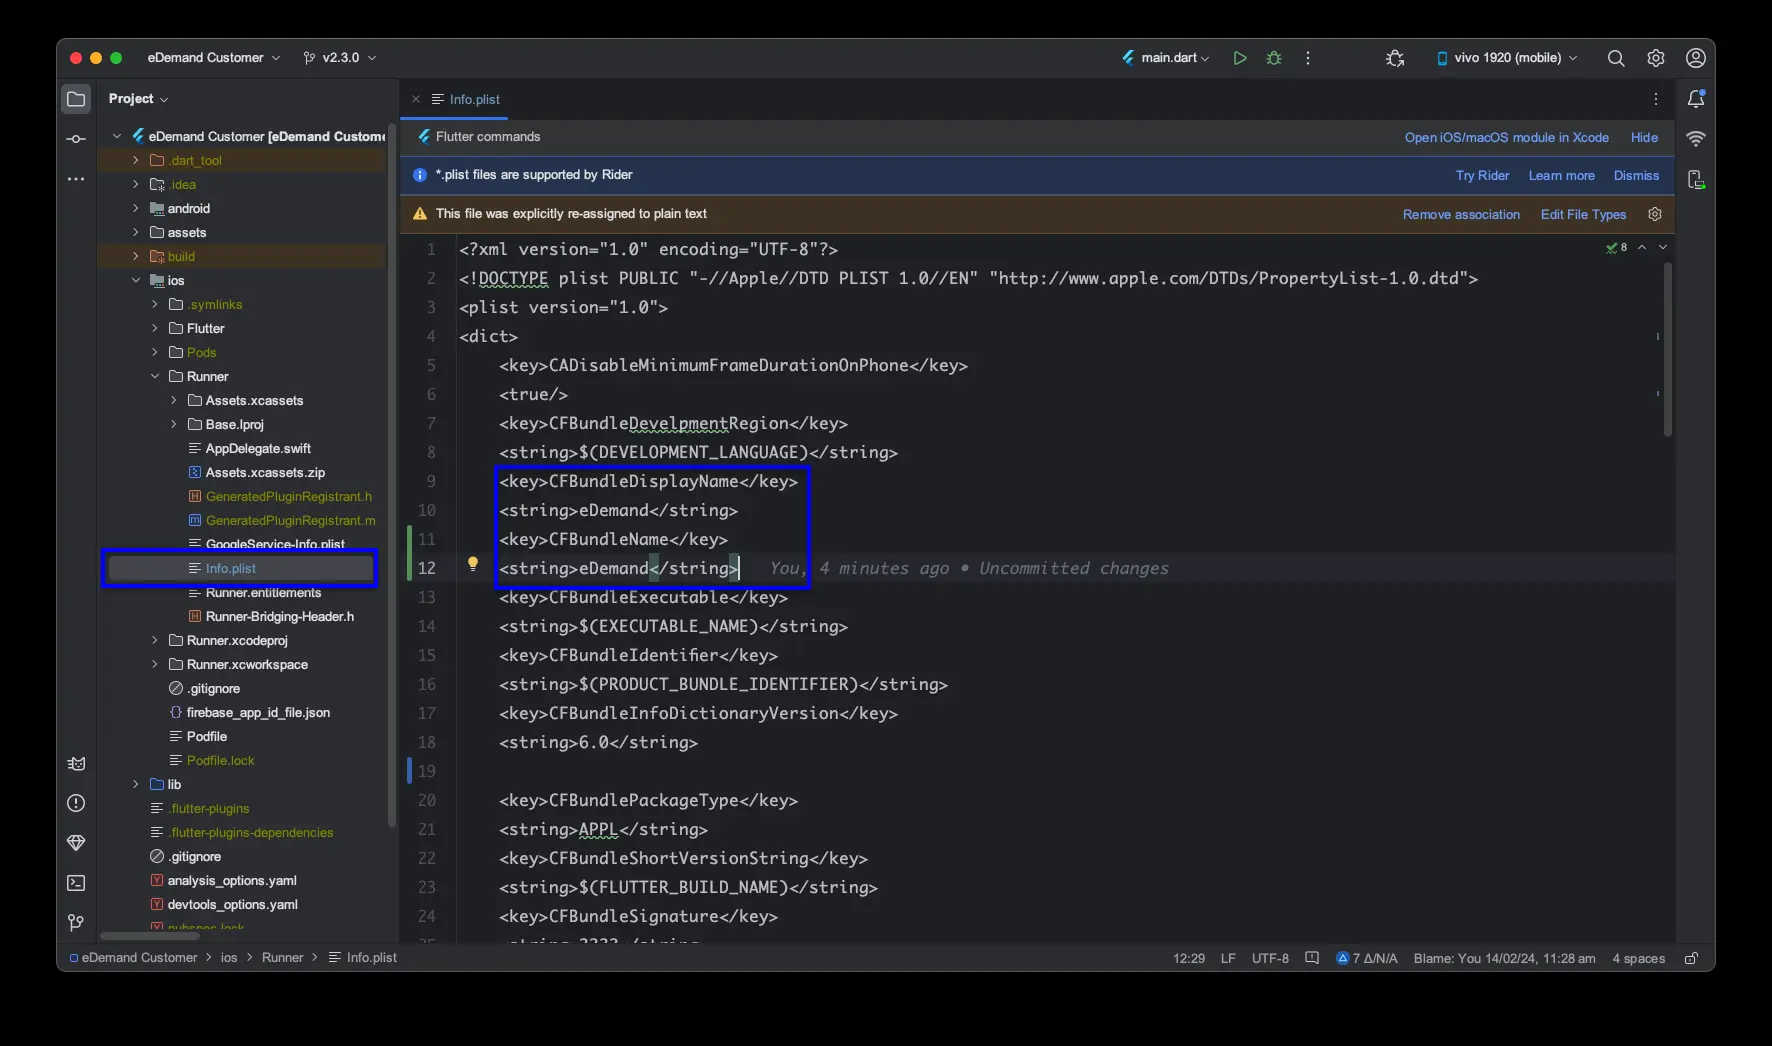 eDemand Customer
v2.3.0
main.dart
vivo 1920 (mobile)
Project
Info.plist
eDemand Customer [eDemand Custome
Flutter commands
Open iOS/macOS module in Xcode
Hide
.dart_tool
*.plist files are supported by Rider
Try Rider
Learn more
Dismiss
.idea
android
This file was explicitly re-assigned to plain text
Remove association
Edit File Types
assets
build
ios
.symlinks
Flutter
Pods
Runner
Assets.xcassets
Base.lproj
AppDelegate.swift
Assets.xcassets.zip
GeneratedPluginRegistrant.h
GeneratedPluginRegistrant.m
GoogleService-Info.plist
Info.plist
Runner.entitlements
Runner-Bridging-Header.h
Runner.xcodeproj
Runner.xcworkspace
.gitignore
firebase_app_id_file.json
Podfile
Podfile.lock
lib
.flutter-plugins
.flutter-plugins-dependencies
.gitignore
analysis_options.yaml
devtools_options.yaml
pubspec.lock
8
1 <?xml version="1.0" encoding="UTF-8"?>
2 <!DOCTYPE plist PUBLIC "-//Apple//DTD PLIST 1.0//EN" "http://www.apple.com/DTDs/PropertyList-1.0.dtd">
3 <plist version="1.0">
4 <dict>
5 <key>CADisableMinimumFrameDurationOnPhone</key>
6 <true/>
7 <key>CFBundleDevelpmentRegion</key>
8 <string>$(DEVELOPMENT_LANGUAGE)</string>
9 <key>CFBundleDisplayName</key>
10 <string>eDemand</string>
11 <key>CFBundleName</key>
12 <string>eDemand</string> You, 4 minutes ago • Uncommitted changes
13 <key>CFBundleExecutable</key>
14 <string>$(EXECUTABLE_NAME)</string>
15 <key>CFBundleIdentifier</key>
16 <string>$(PRODUCT_BUNDLE_IDENTIFIER)</string>
17 <key>CFBundleInfoDictionaryVersion</key>
18 <string>6.0</string>
19
20 <key>CFBundlePackageType</key>
21 <string>APPL</string>
22 <key>CFBundleShortVersionString</key>
23 <string>$(FLUTTER_BUILD_NAME)</string>
24 <key>CFBundleSignature</key>
25 <string>????</string>
eDemand Customer > ios > Runner > Info.plist
12:29
LF
UTF-8
7 Δ/N/A
Blame: You 14/02/24, 11:28 am
4 spaces